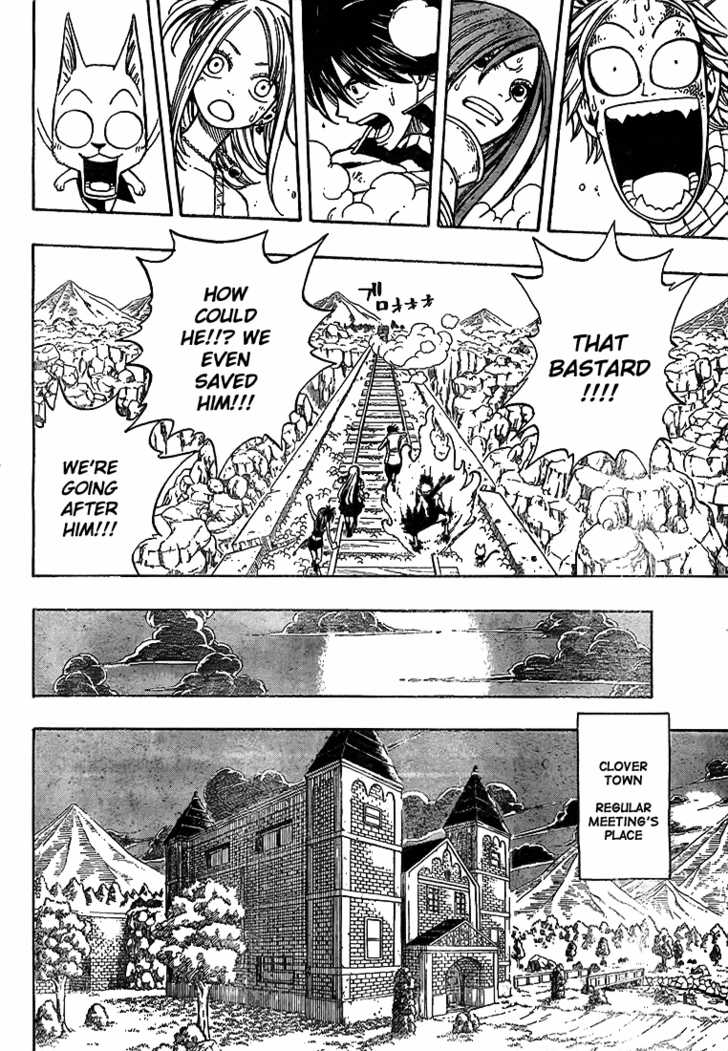 THAT
BASTARD
!!!!
HOW
COULD
HE!!? WE
EVEN
SAVED
HIM!!!
WE'RE
GOING
AFTER
HIM!!!
CLOVER
TOWN
REGULAR
MEETING'S
PLACE